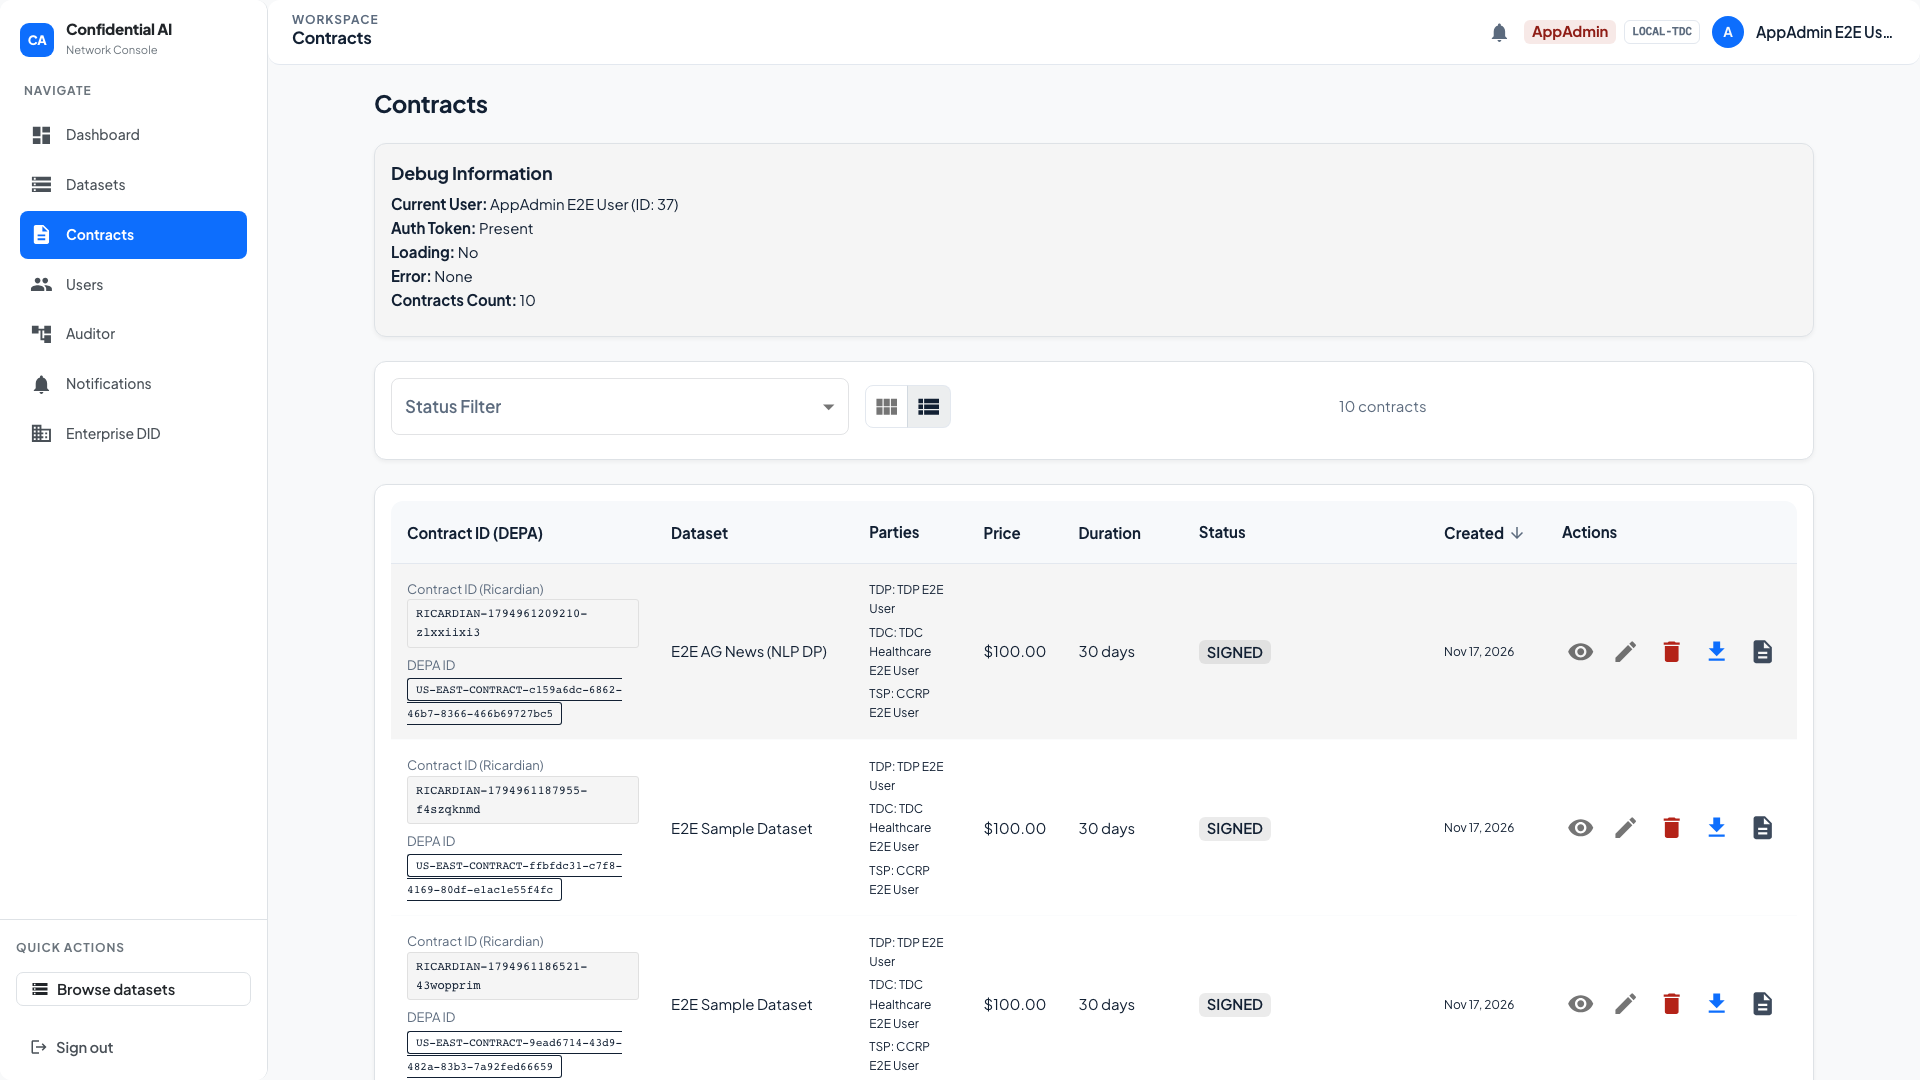 CA
Confidential AI
Network Console
NAVIGATE
Dashboard
Datasets
Contracts
Users
Auditor
Notifications
Enterprise DID
QUICK ACTIONS
Browse datasets
Sign out
WORKSPACE
Contracts
AppAdmin
LOCAL-TDC
A
AppAdmin E2E Us...
Contracts
Debug Information
Current User: AppAdmin E2E User (ID: 37)
Auth Token: Present
Loading: No
Error: None
Contracts Count: 10
Status Filter
10 contracts
Contract ID (DEPA) Dataset Parties Price Duration Status Created Actions
Contract ID (Ricardian)
RICARDIAN-1794961209210-
zlxxiixi3
DEPA ID
US-EAST-CONTRACT-c159a6dc-6862-
46b7-8366-466b69727bc5
E2E AG News (NLP DP)
TDP: TDP E2E
User
TDC: TDC
Healthcare
E2E User
TSP: CCRP
E2E User
$100.00
30 days
SIGNED
Nov 17, 2026
Contract ID (Ricardian)
RICARDIAN-1794961187955-
f4szqknmd
DEPA ID
US-EAST-CONTRACT-ffbfdc31-c7f8-
4169-80df-e1ac1e55f4fc
E2E Sample Dataset
TDP: TDP E2E
User
TDC: TDC
Healthcare
E2E User
TSP: CCRP
E2E User
$100.00
30 days
SIGNED
Nov 17, 2026
Contract ID (Ricardian)
RICARDIAN-1794961186521-
43wopprim
DEPA ID
US-EAST-CONTRACT-9ead6714-43d9-
482a-83b3-7a92fed66659
E2E Sample Dataset
TDP: TDP E2E
User
TDC: TDC
Healthcare
E2E User
TSP: CCRP
E2E User
$100.00
30 days
SIGNED
Nov 17, 2026